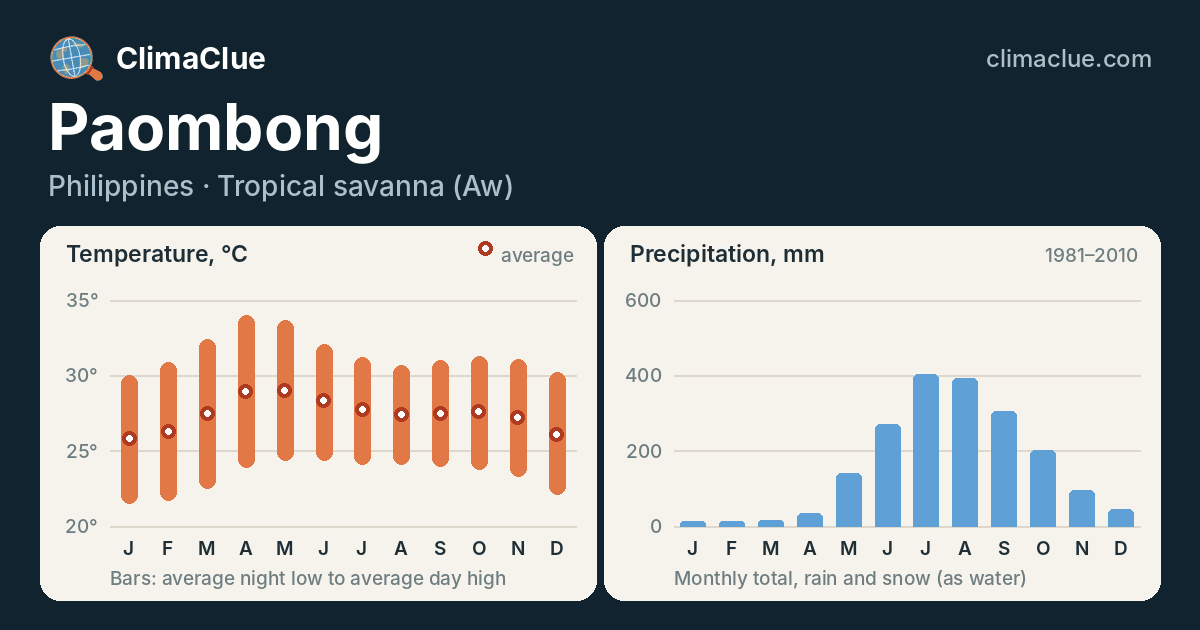 ClimaClue
climaclue.com
Paombong
Philippines · Tropical savanna (Aw)
Temperature, °C
average
35°
30°
25°
20°
J F M A M J J A S O N D
Bars: average night low to average day high
Precipitation, mm
1981–2010
600
400
200
0
J F M A M J J A S O N D
Monthly total, rain and snow (as water)